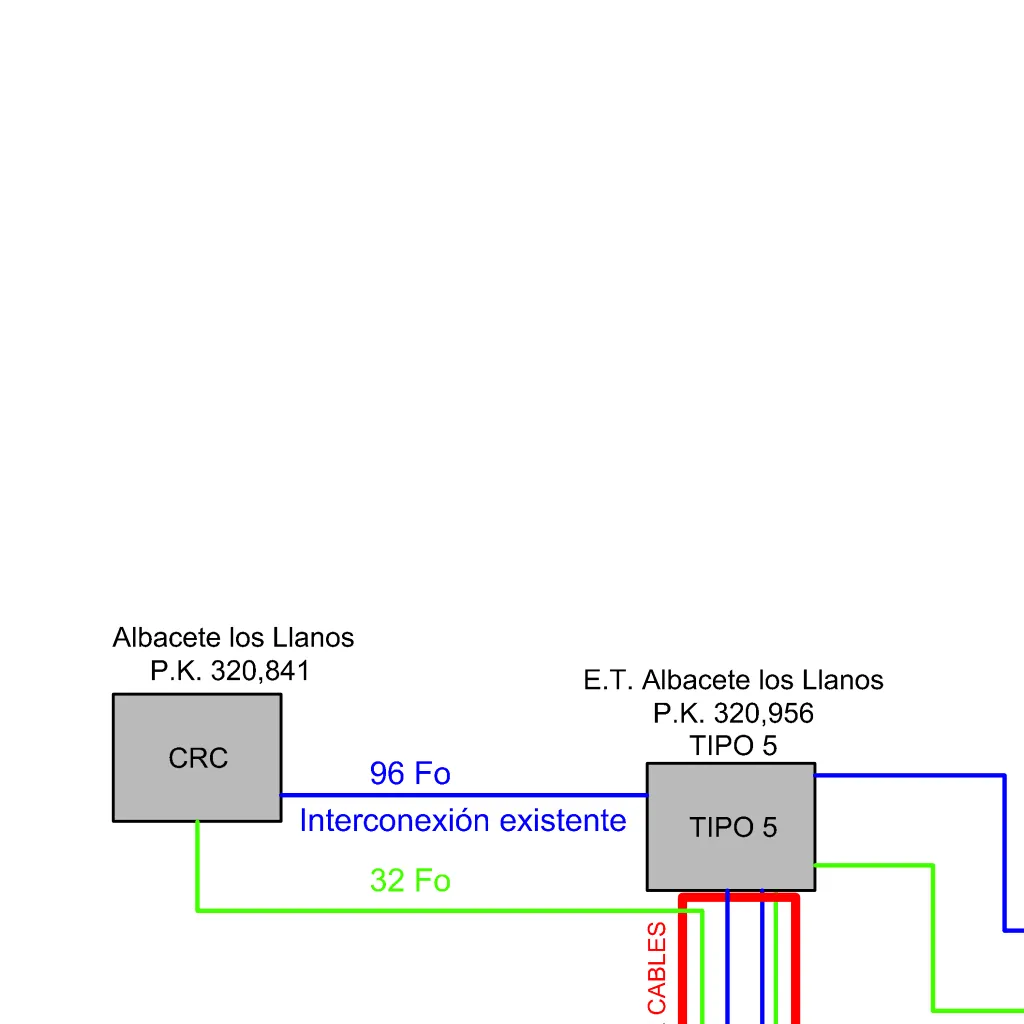 Albacete los Llanos
P.K. 320,841
CRC
E.T. Albacete los Llanos
P.K. 320,956
TIPO 5
TIPO 5
96 Fo
Interconexión existente
32 Fo
CABLES